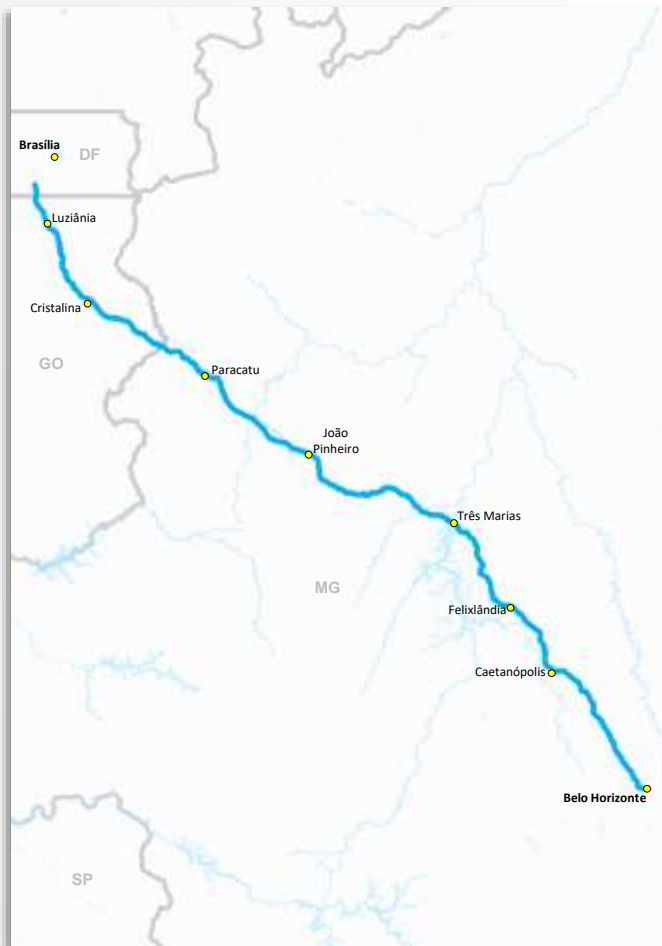 Brasília
DF
Luziânia
Cristalina
GO
Paracatu
João
Pinheiro
Três Marias
MG
Felixlândia
Caetanópolis
Belo Horizonte
SP